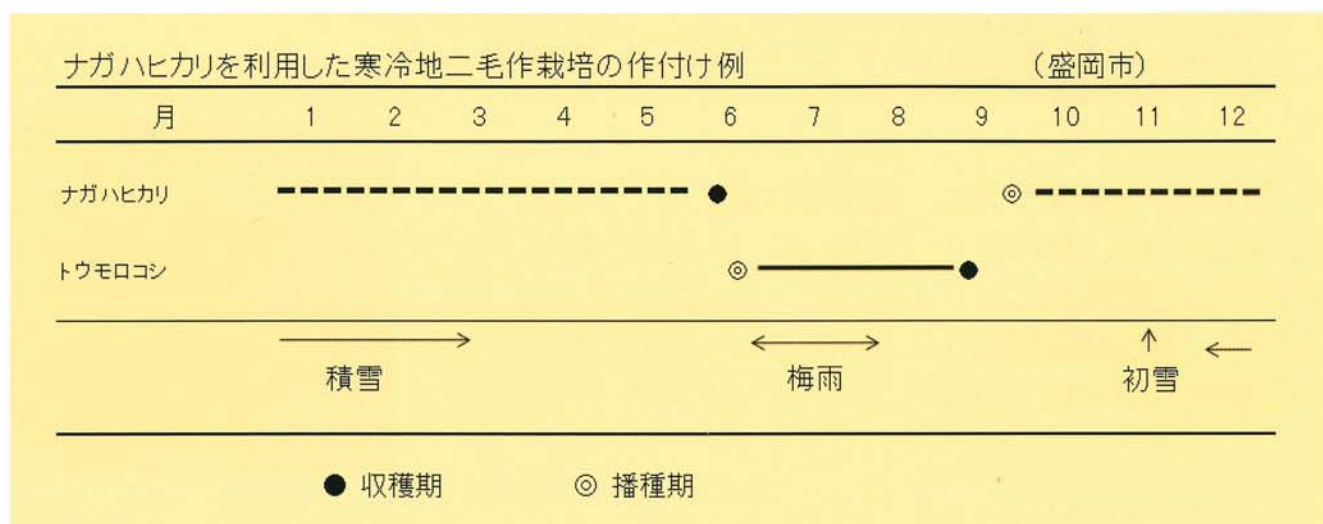 ナガハヒカリを利用した寒冷地二毛作栽培の作付け例 （盛岡市）
月 1 2 3 4 5 6 7 8 9 10 11 12
ナガハヒカリ
トウモロコシ
積雪 梅雨 初雪
● 収穫期 ◎ 播種期